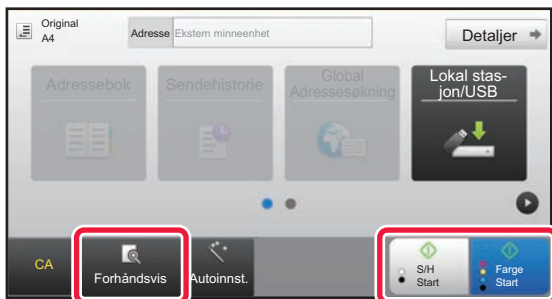 Original
A4
Adresse Ekstern minneenhet
Detaljer
Adressebok
Sendehistorie
Global
Adressesøkning
Lokal stas-
jon/USB
CA
Forhåndsvis
Autoinnst.
S/H
Start
Farge
Start